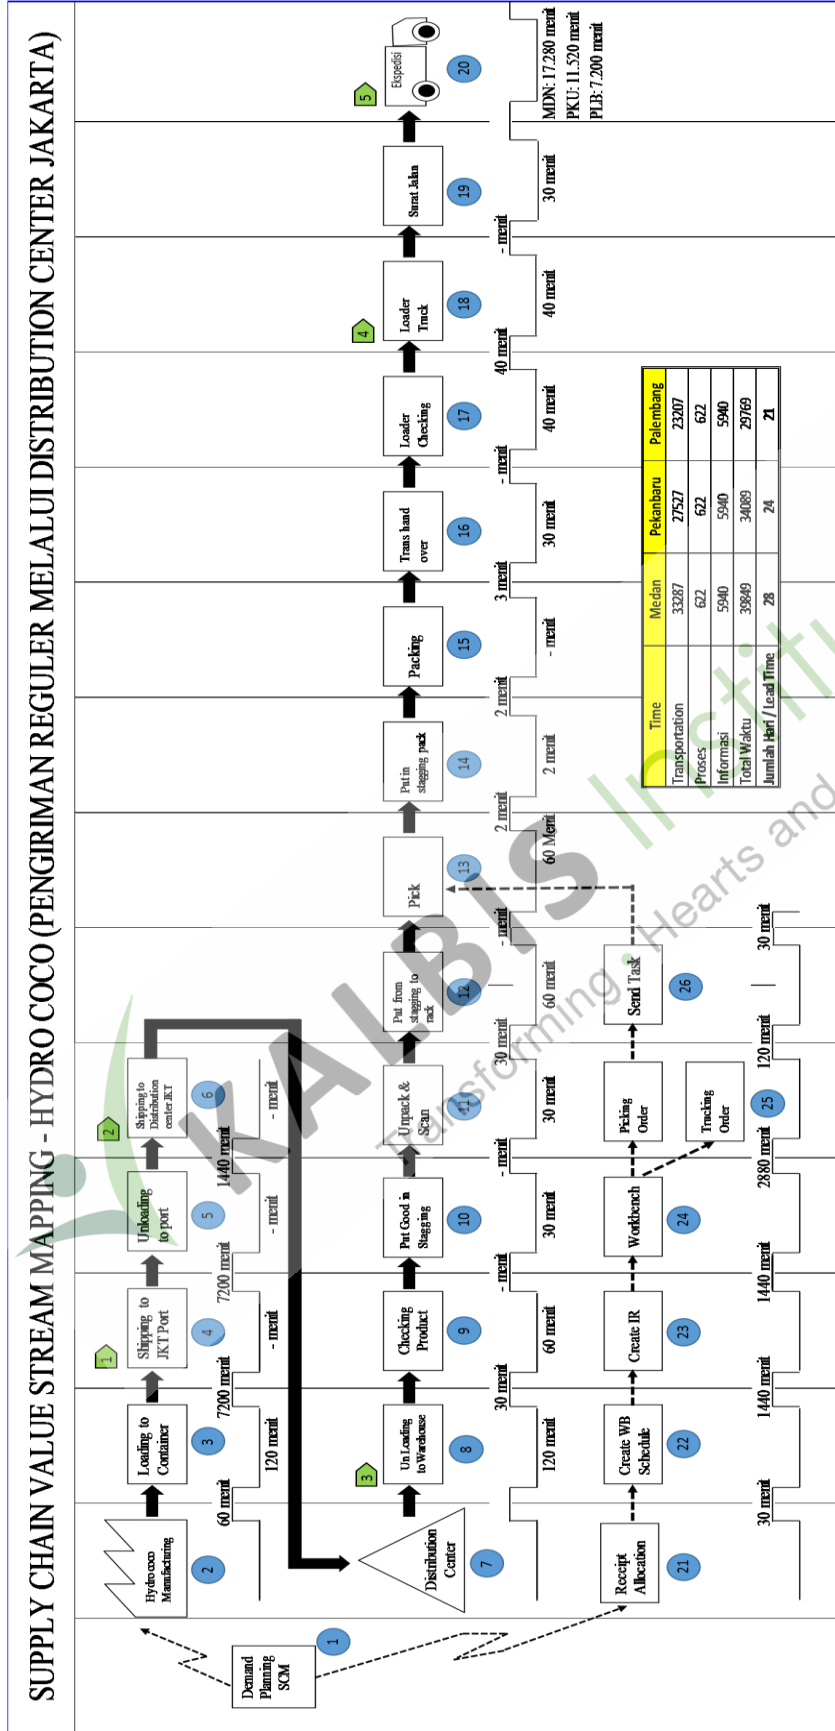 SUPPLY CHAIN VALUE STREAM MAPPING - HYDRO COCO (PENGIRIMAN REGULER MELALUI DISTRIBUTION CENTER JAKARTA)
Demand
Planning
SCM
1
Hydro coco
Manufacturing
2
Loading to
Container
3
1
Shipping to
JKT Port
4
Unloading
to port
5
2
Shipping to
Distribution
center JKT
6
60 menit
7200 menit
7200 menit
1440 menit
120 menit
- menit
- menit
- menit
Distribution
Center
7
3
Un Loading
to Warehouse
8
Checking
Product
9
Put Good in
Stagging
10
Unpack &
Scan
11
Put from
stagging to
rack
12
Pick
13
Put in
stagging pack
14
Packing
15
Trans hand
over
16
Loader
Checking
17
4
Loader
Truck
18
Surat Jalan
19
5
Ekspedisi
20
30 menit
- menit
- menit
30 menit
- menit
2 menit
2 menit
3 menit
- menit
40 menit
- menit
120 menit
60 menit
30 menit
30 menit
60 menit
60 Menit
2 menit
- menit
30 menit
40 menit
40 menit
30 menit
MDN: 17.280 menit
PKU: 11.520 menit
PLB: 7.200 menit
Receipt
Allocation
21
Create WB
Schedule
22
Create IR
23
Workbench
24
Picking
Order
Trucking
Order
25
Send Task
26
30 menit
1440 menit
1440 menit
2880 menit
120 menit
30 menit
Time Medan Pekanbaru Palembang
Transportation 33287 27527 23207
Proses 622 622 622
Informasi 5940 5940 5940
Total Waktu 39849 34089 29769
Jumlah Hari / Lead Time 28 24 21
KALBIS Institu
Transforming • Hearts and